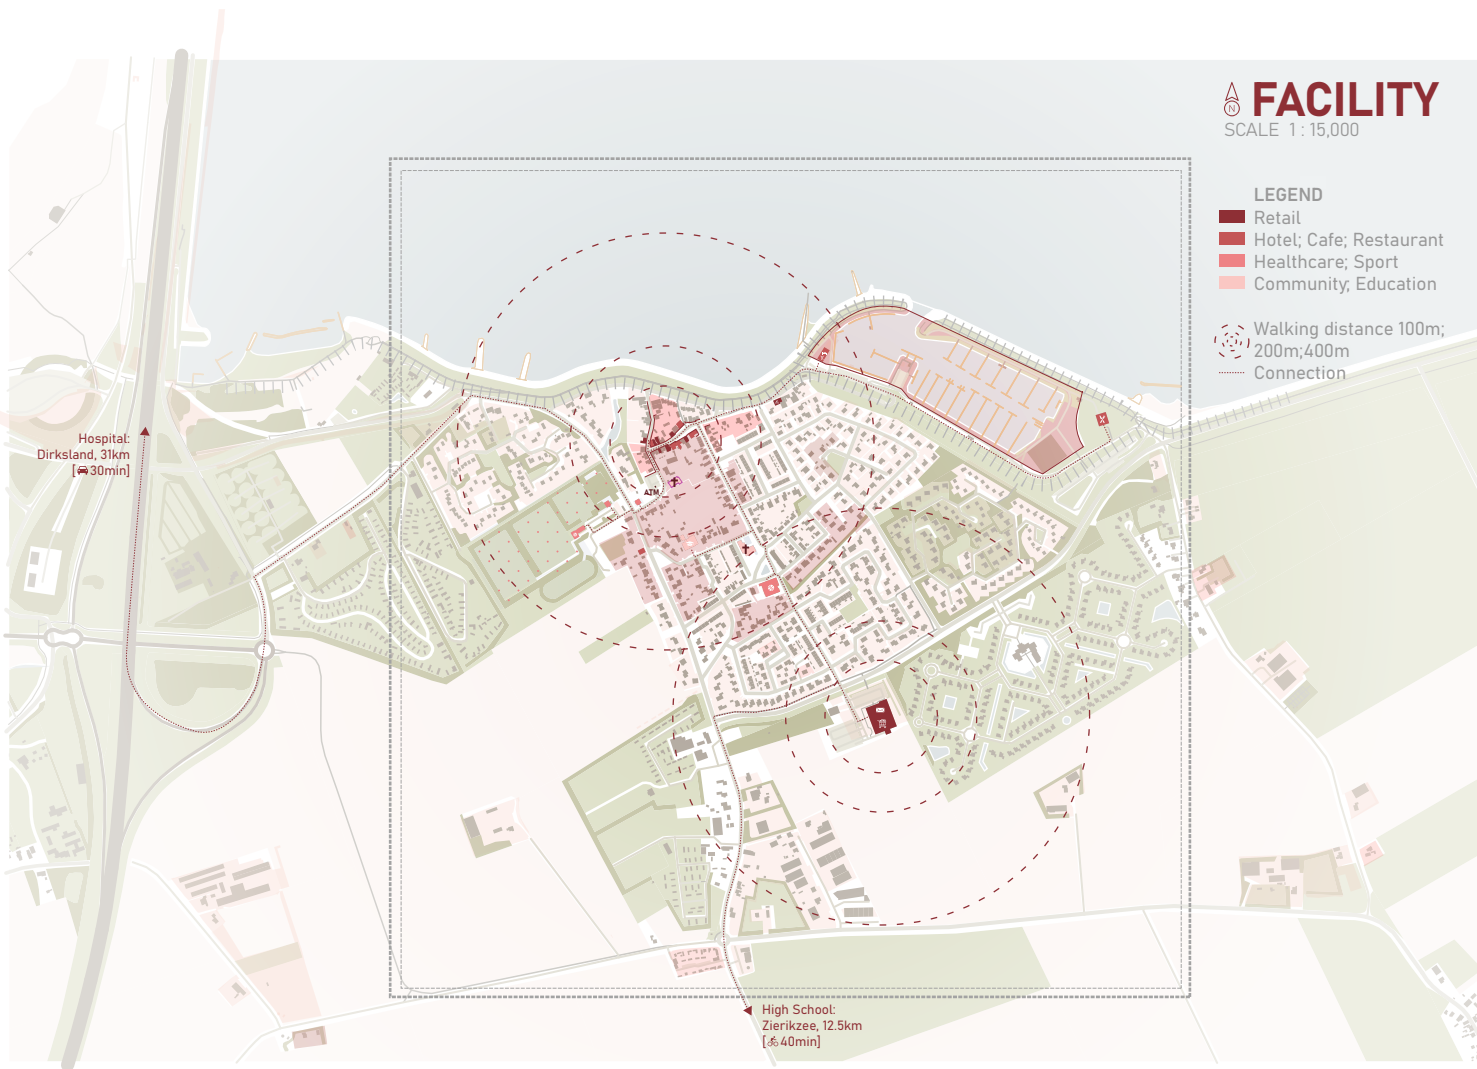 FACILITY
N
SCALE 1 : 15,000
LEGEND
Retail
Hotel; Cafe; Restaurant
Healthcare; Sport
Community; Education
Walking distance 100m;
200m;400m
Connection
Hospital:
Dirksland, 31km
[30min]
ATM
High School:
Zierikzee, 12.5km
[40min]